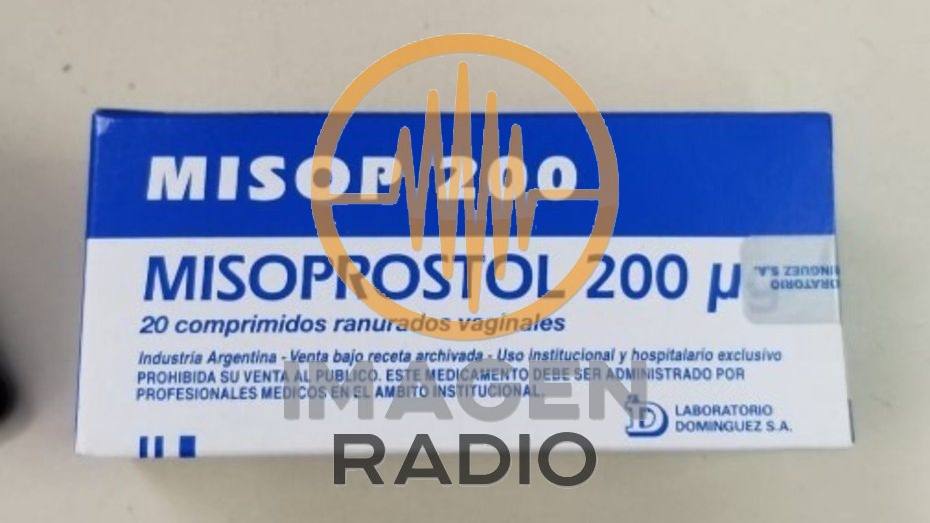 MISOP 200
MISOPROSTOL 200 µg
20 comprimidos ranurados vaginales
Industria Argentina - Venta bajo receta archivada - Uso institucional y hospitalario exclusivo
PROHIBIDA SU VENTA AL PUBLICO. ESTE MEDICAMENTO DEBE SER ADMINISTRADO POR
PROFESIONALES MEDICOS EN EL AMBITO INSTITUCIONAL.
LABORATORIO
DOMINGUEZ S.A.
IMAGEN
RADIO